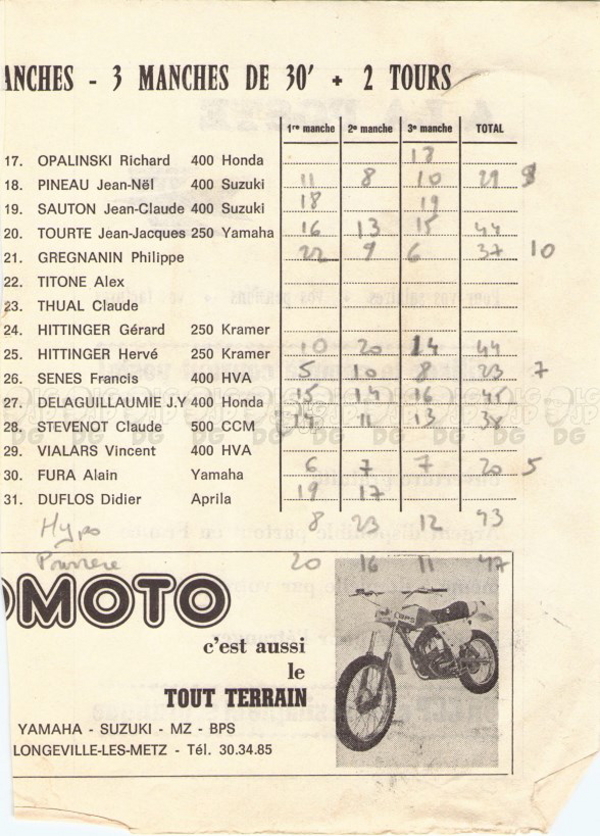 ANCHES - 3 MANCHES DE 30' + 2 TOURS
1re manche 2e manche 3e manche TOTAL
17. OPALINSKI Richard 400 Honda
18. PINEAU Jean-Nël 400 Suzuki 11 8 10 29
19. SAUTON Jean-Claude 400 Suzuki 18 19
20. TOURTE Jean-Jacques 250 Yamaha 16 13 15 44
21. GREGNANIN Philippe 22 9 6 37 10
22. TITONE Alex
23. THUAL Claude
24. HITTINGER Gérard 250 Kramer
25. HITTINGER Hervé 250 Kramer 10 20 14 44
26. SENES Francis 400 HVA 5 10 8 23 7
27. DELAGUILLAUMIE J.Y 400 Honda 15 14 16 45
28. STEVENOT Claude 500 CCM 14 11 13 38
29. VIALARS Vincent 400 HVA
30. FURA Alain Yamaha 6 7 7 20 5
31. DUFLOS Didier Aprila 19 17
Hypo 8 23 12 43
20 16 11 47
OMOTO
c'est aussi
le
TOUT TERRAIN
YAMAHA - SUZUKI - MZ - BPS
LONGEVILLE-LES-METZ - Tél. 30.34.85